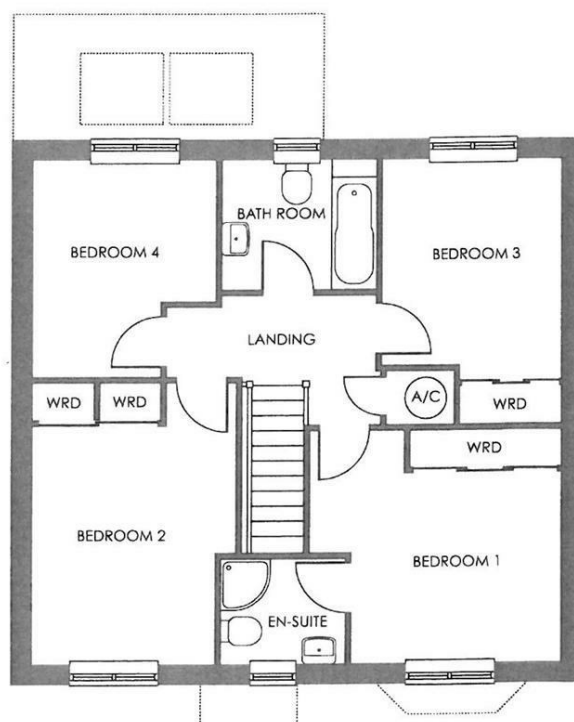 BATH ROOM
BEDROOM 4
BEDROOM 3
LANDING
WRD
WRD
A/C
WRD
WRD
BEDROOM 2
BEDROOM 1
EN-SUITE